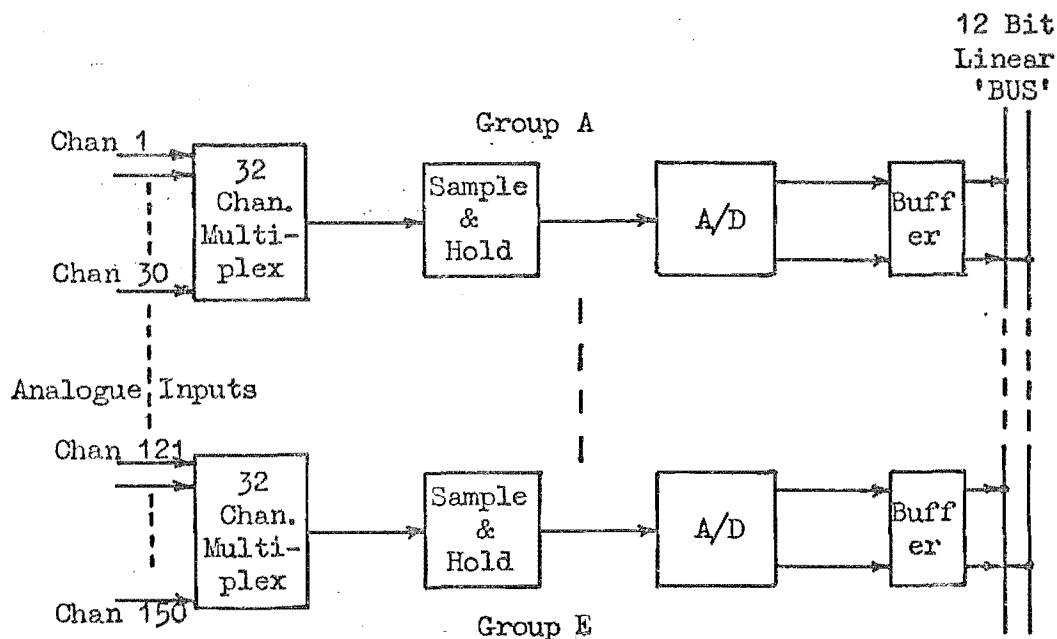 12 Bit
Linear
'BUS'
Group A
Chan 1
32
Chan.
Multi-
plex
Sample
&
Hold
A/D
Buff
er
Chan 30
Analogue Inputs
Chan 121
32
Chan.
Multi-
plex
Sample
&
Hold
A/D
Buff
er
Chan 150
Group E